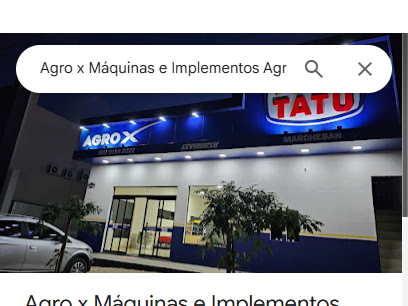 Agro x Máquinas e Implementos Agr
TATU
MARCHESAN
AGRO X
Agro x Máquinas e Implementos